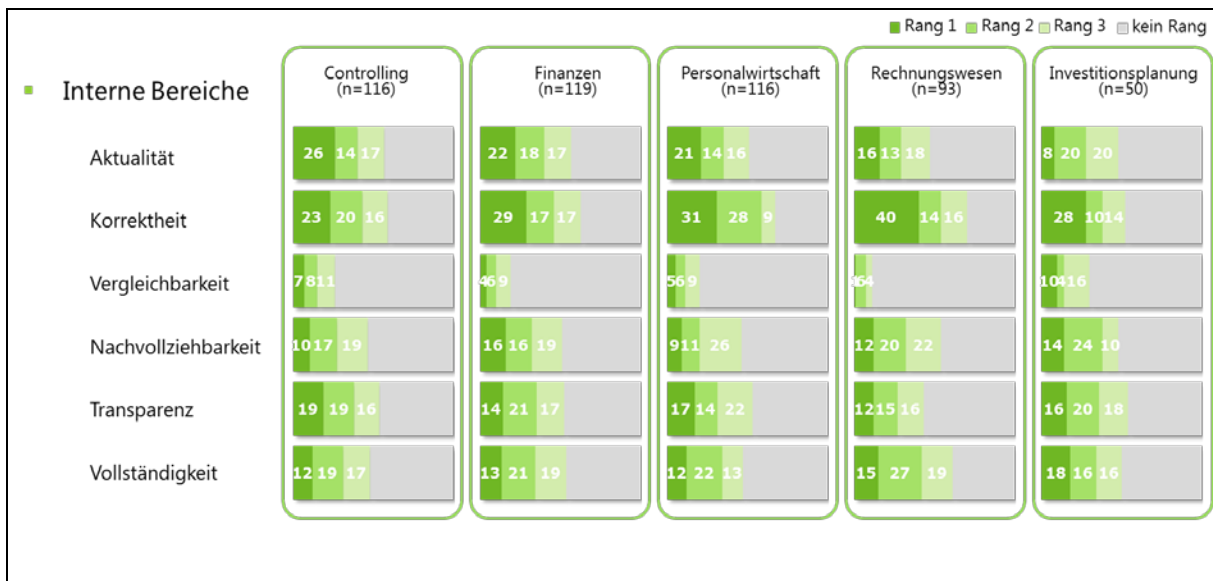 Rang 1 Rang 2 Rang 3 kein Rang
Interne Bereiche
Controlling (n=116)
Finanzen (n=119)
Personalwirtschaft (n=116)
Rechnungswesen (n=93)
Investitionsplanung (n=50)
Aktualität 26 14 17 22 18 17 21 14 16 16 13 18 8 20 20
Korrektheit 23 20 16 29 17 17 31 28 9 40 14 16 28 10 14
Vergleichbarkeit 7 8 11 4 6 9 5 6 9 6 4 10 4 16
Nachvollziehbarkeit 10 17 19 16 16 19 9 11 26 12 20 22 14 24 10
Transparenz 19 19 16 14 21 17 17 14 22 12 15 16 16 20 18
Vollständigkeit 12 19 17 13 21 19 12 22 13 15 27 19 18 16 16